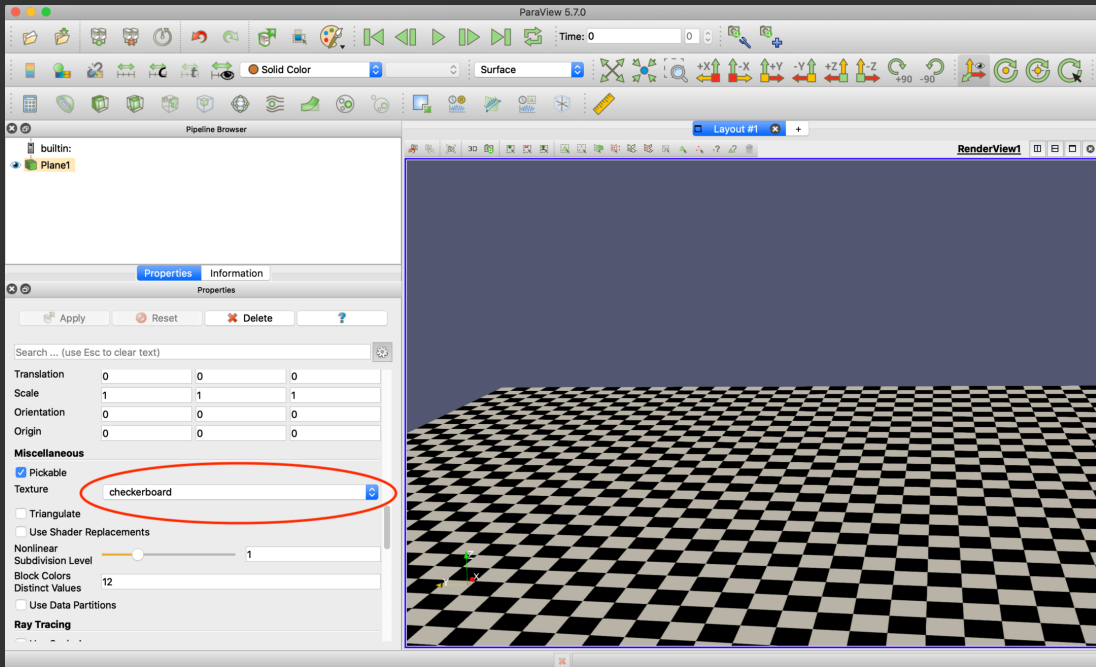 ParaView 5.7.0
Time: 0 0
Solid Color Surface +X -X +Y -Y +Z -Z +90 -90
Pipeline Browser Layout #1 +
builtin: 3D RenderView1
Plane1
Properties Information
Properties
Apply Reset Delete ?
Search ... (use Esc to clear text)
Translation 0 0 0
Scale 1 1 1
Orientation 0 0 0
Origin 0 0 0
Miscellaneous
Pickable
Texture checkerboard
Triangulate
Use Shader Replacements
Nonlinear
Subdivision Level 1
Block Colors
Distinct Values 12
Use Data Partitions
Ray Tracing
Z
X